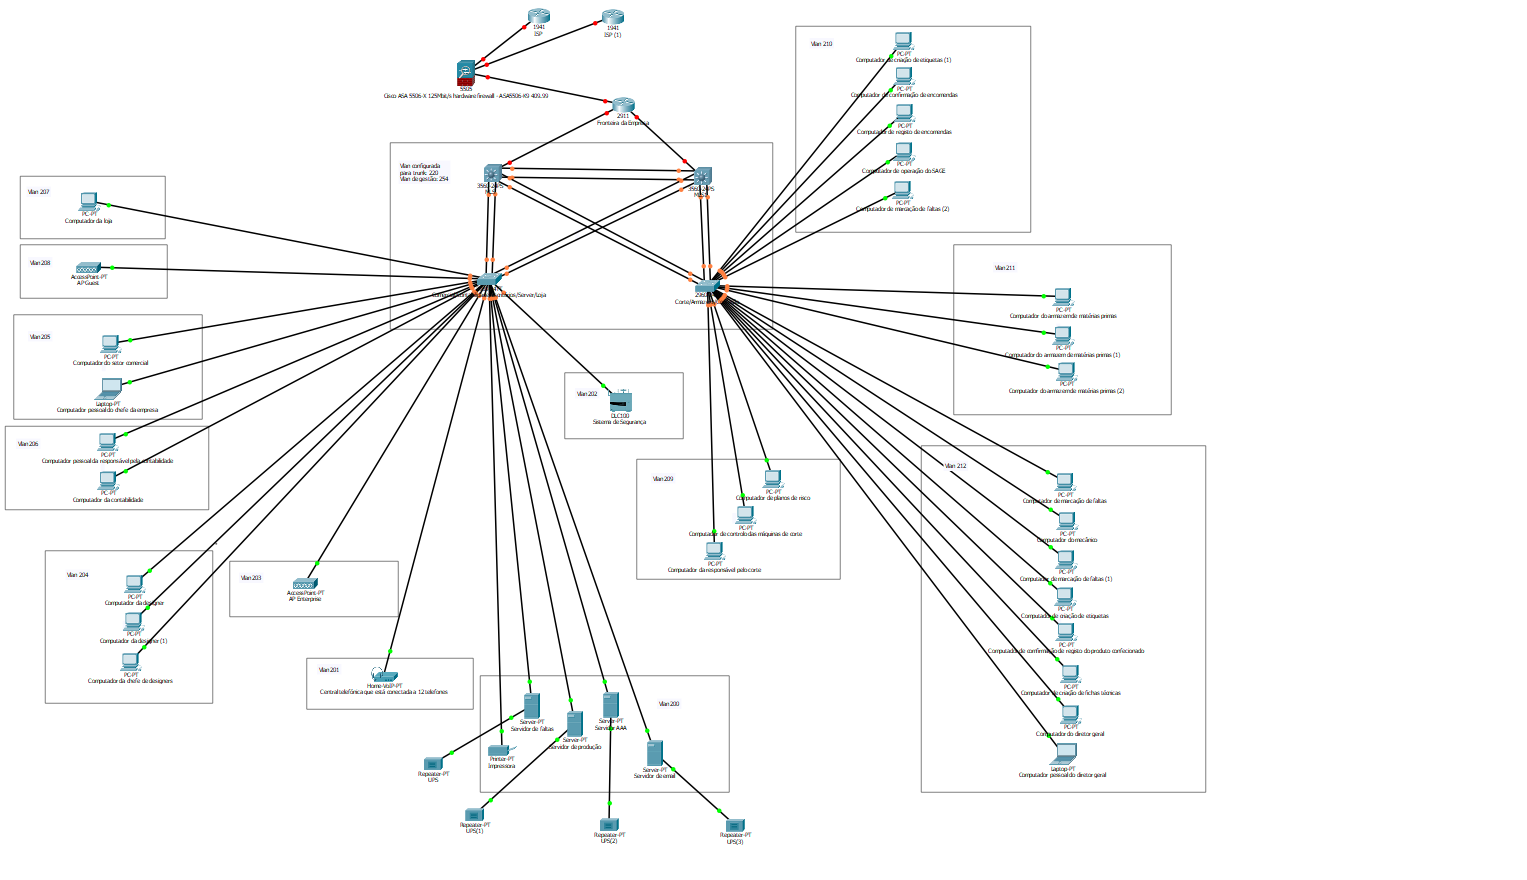 1941
ISP
1941
ISP (1)
5505
Cisco ASA 5506-X 125Mbit/s hardware firewall - ASA5506-K9 409,99
2911
Fronteira da Empresa
Vlan configurada
para trunk: 220
Vlan de gestão: 254
3560-24PS
3560-24PS
Vlan 207
PC-PT
Computador da loja
Vlan 208
AccessPoint-PT
AP Guest
Vlan 205
PC-PT
Computador do setor comercial
Laptop-PT
Computador pessoal do chefe da empresa
Vlan 206
PC-PT
Computador pessoal da responsável pela contabilidade
PC-PT
Computador da contabilidade
Vlan 204
PC-PT
Computador da designer
PC-PT
Computador da designer (1)
PC-PT
Computador da chefe de designers
Vlan 203
AccessPoint-PT
AP Enterprise
Vlan 201
Home-VoIP-PT
Central telefónica que está conectada a 12 telefones
Vlan 202
DLC100
Sistema de Segurança
Vlan 200
Server-PT
Servidor de faltas
Server-PT
Servidor de produção
Server-PT
Servidor AAA
Server-PT
Servidor de email
Printer-PT
Impressora
Repeater-PT
UPS
Repeater-PT
UPS(1)
Repeater-PT
UPS(2)
Repeater-PT
UPS(3)
Vlan 209
PC-PT
Computador de planos de risco
PC-PT
Computador de controlo das máquinas de corte
PC-PT
Computador da responsável pelo corte
Vlan 210
PC-PT
Computador de criação de etiquetas (1)
PC-PT
Computador de confirmação de encomendas
PC-PT
Computador de registo de encomendas
PC-PT
Computador de operação do SAGE
PC-PT
Computador de marcação de faltas (2)
Vlan 211
PC-PT
Computador do armazem de matérias primas
PC-PT
Computador do armazem de matérias primas (1)
PC-PT
Computador do armazem de matérias primas (2)
Vlan 212
PC-PT
Computador de marcação de faltas
PC-PT
Computador do mecânico
PC-PT
Computador de marcação de faltas (1)
PC-PT
Computador de criação de etiquetas
PC-PT
Computador de confirmação de registo do produto confecionado
PC-PT
Computador de criação de fichas técnicas
PC-PT
Computador do diretor geral
Laptop-PT
Computador pessoal do diretor geral